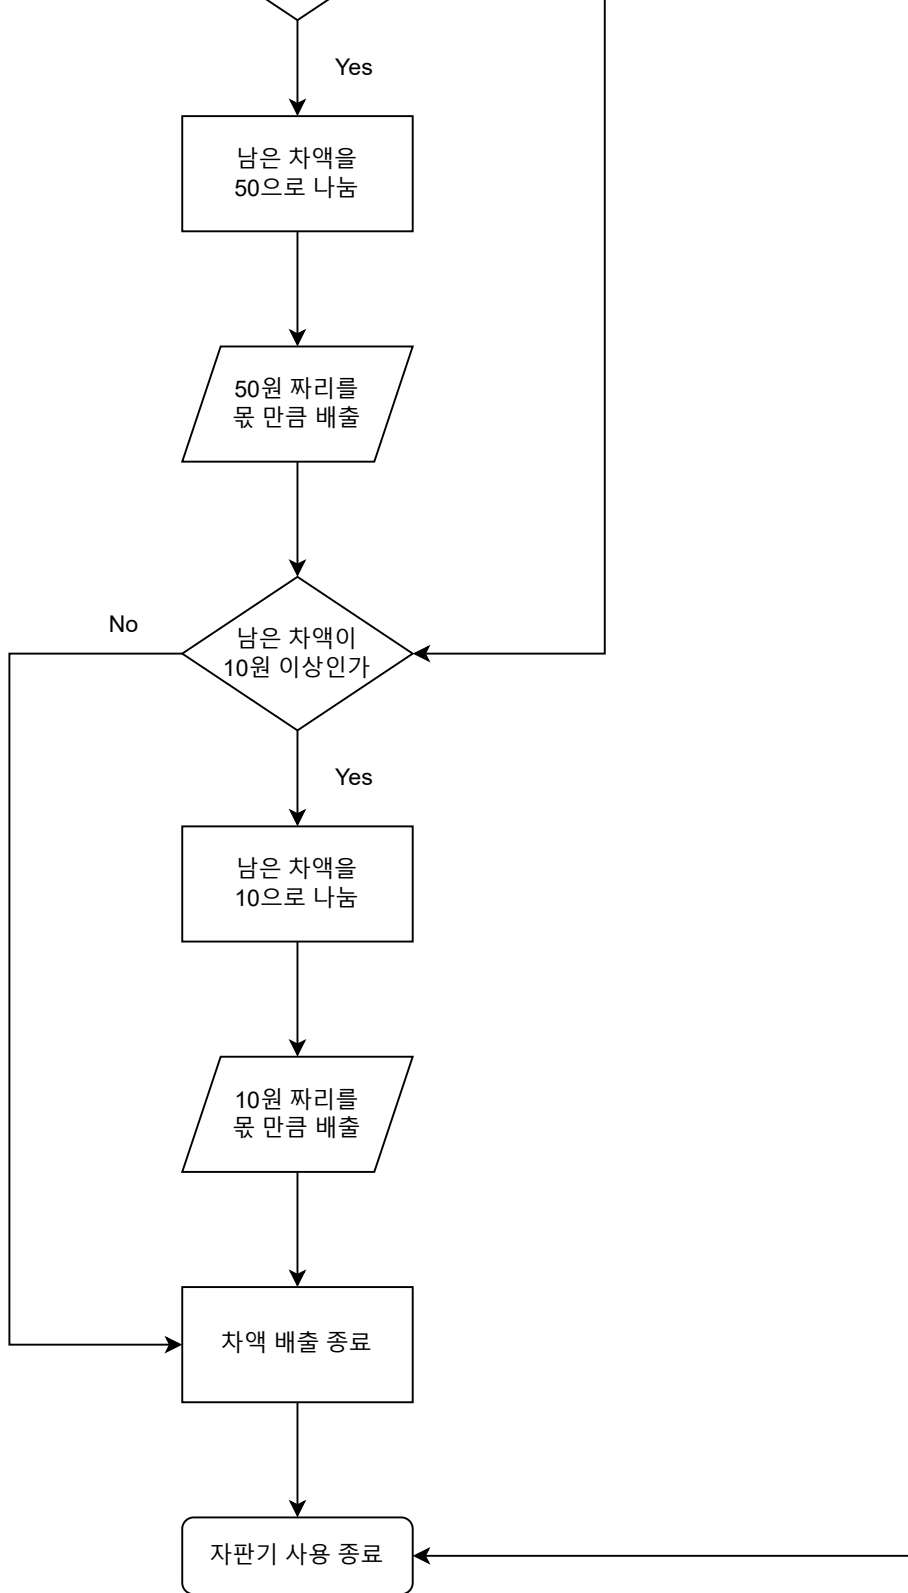 Yes
남은 차액을
50으로 나눔
50원 짜리를
몫 만큼 배출
No
남은 차액이
10원 이상인가
Yes
남은 차액을
10으로 나눔
10원 짜리를
몫 만큼 배출
차액 배출 종료
자판기 사용 종료